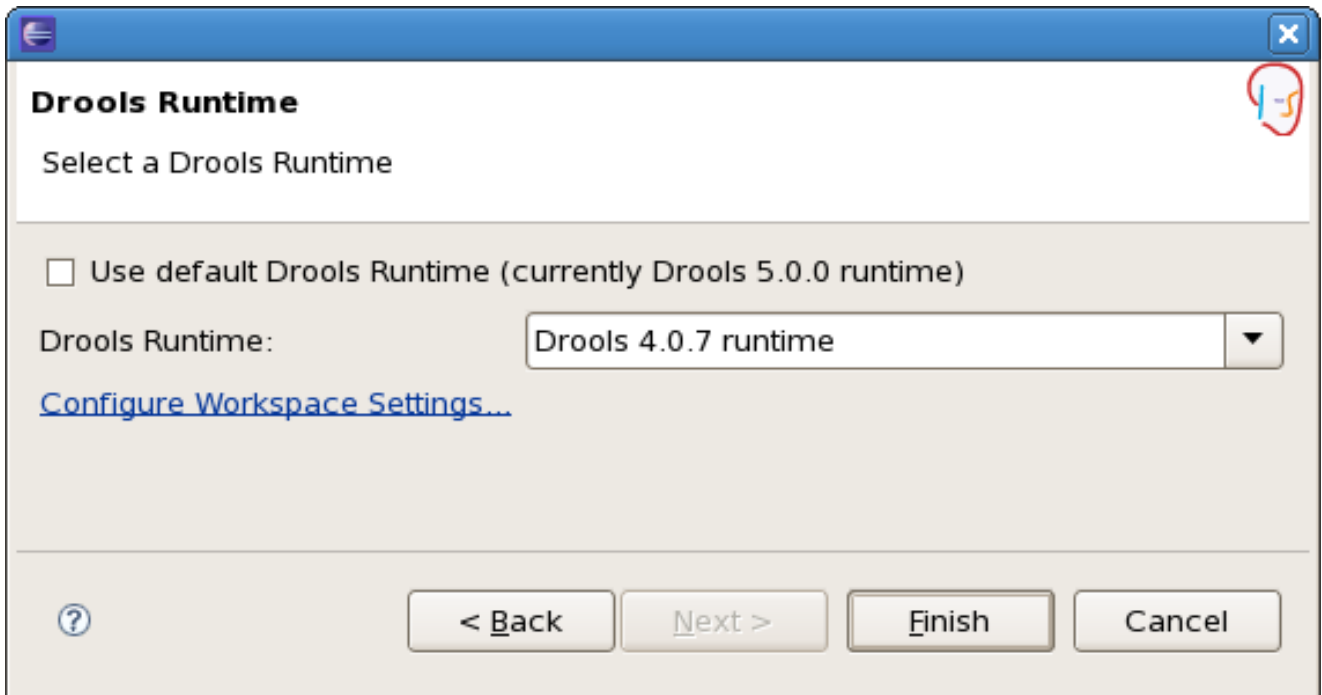 Drools Runtime
Select a Drools Runtime
Use default Drools Runtime (currently Drools 5.0.0 runtime)
Drools Runtime: Drools 4.0.7 runtime
Configure Workspace Settings...
< Back Next > Finish Cancel